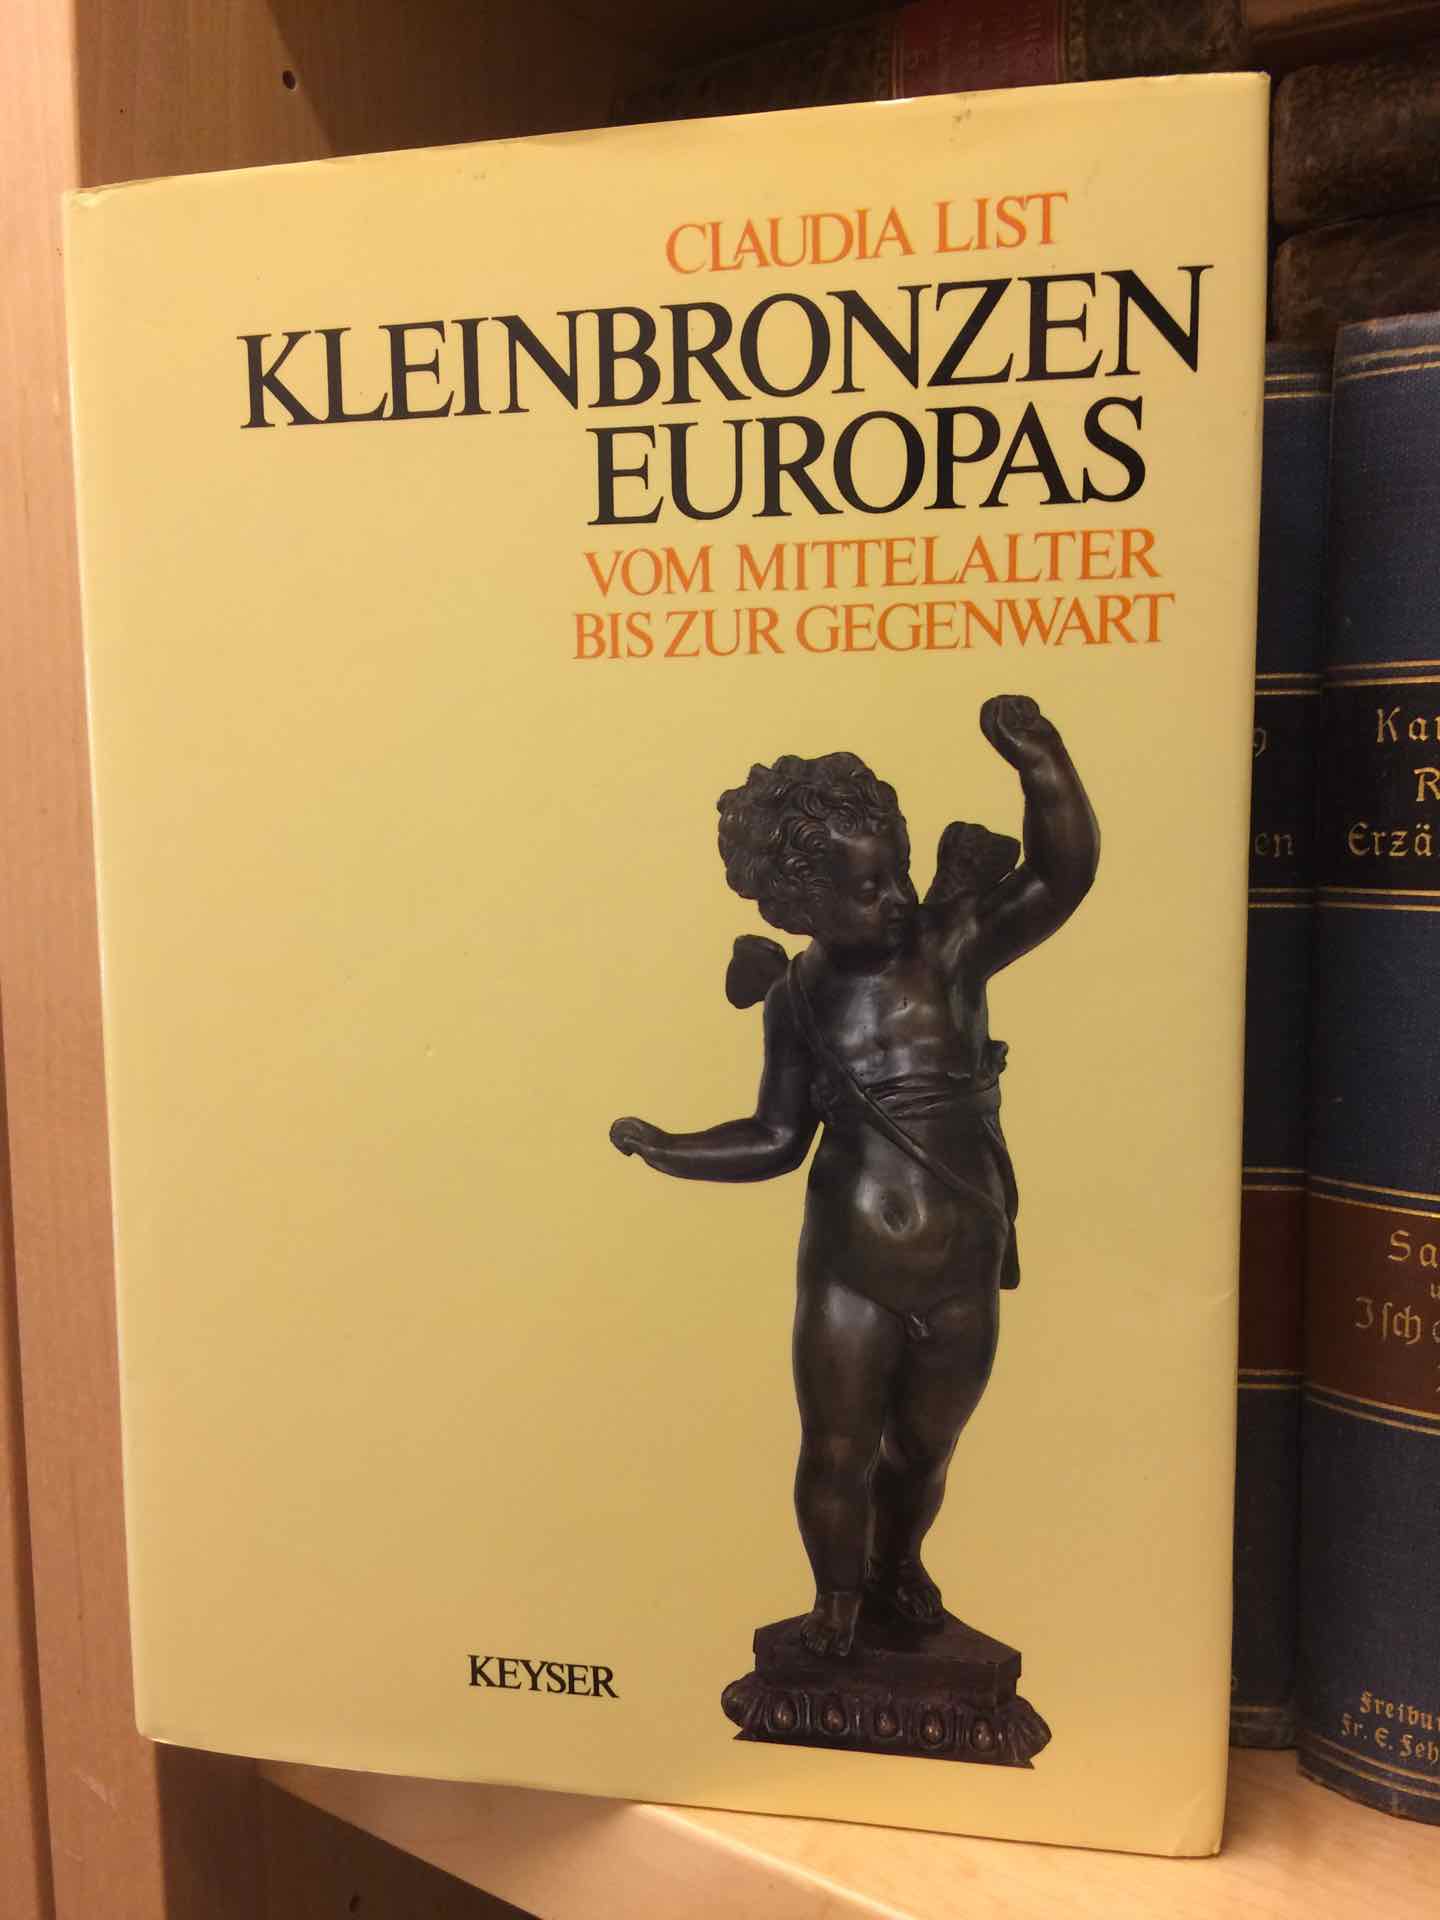 CLAUDIA LIST
KLEINBRONZEN
EUROPAS
VOM MITTELALTER
BIS ZUR GEGENWART
KEYSER